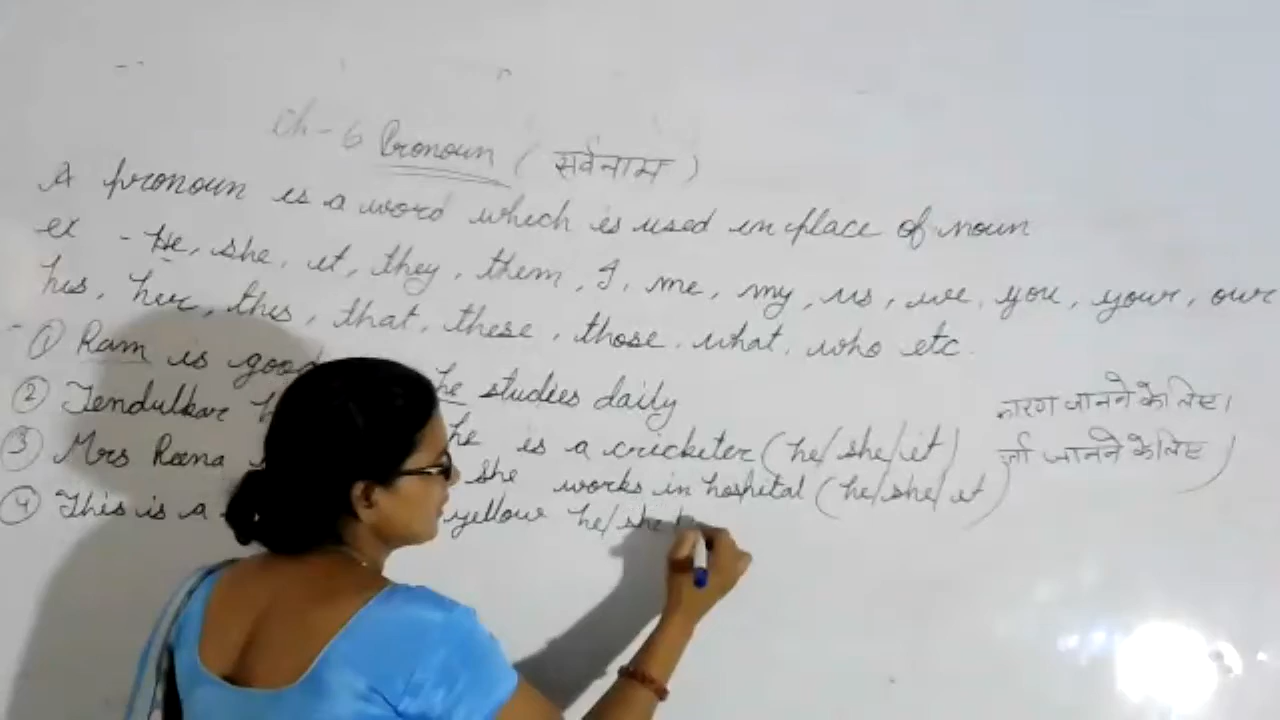 Ch-6 Pronoun (सर्वनाम)
A pronoun is a word which is used in place of noun
ex - He, she, it, they, them, I, me, my, us, we, you, your, our
his, her, this, that, these, those, what, who etc.
① Ram is good he studies daily
② Tendulkar he is a cricketer (he/she/it)
③ Mrs Reena she works in hospital (he/she/it)
④ This is a yellow he/she
कारण जानने के लिए।
जानने के लिए)